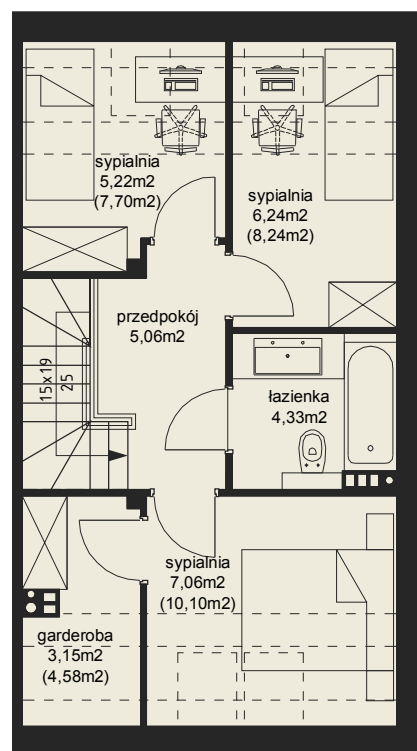 sypialnia
5,22m2
(7,70m2)
sypialnia
6,24m2
(8,24m2)
przedpokój
5,06m2
15x19
25
łazienka
4,33m2
sypialnia
7,06m2
(10,10m2)
garderoba
3,15m2
(4,58m2)